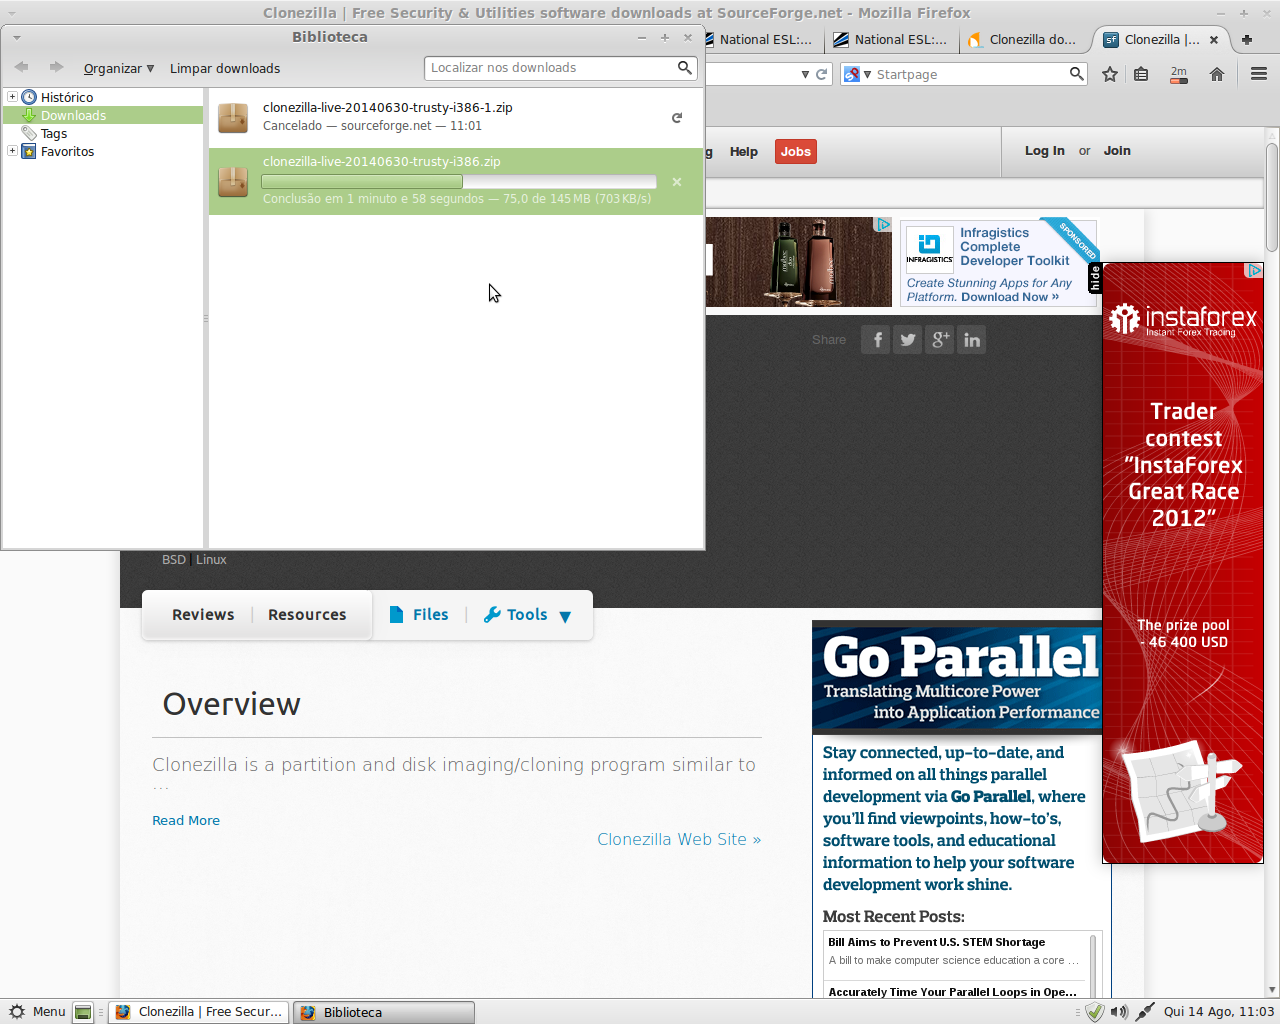 Clonezilla | Free Security & Utilities software downloads at SourceForge.net - Mozilla Firefox
Biblioteca
National ESL:...
National ESL:...
Clonezilla do...
Clonezilla |...
Organizar
Limpar downloads
Localizar nos downloads
Startpage
2m
Histórico
Downloads
Tags
Favoritos
clonezilla-live-20140630-trusty-i386-1.zip
Cancelado — sourceforge.net — 11:01
clonezilla-live-20140630-trusty-i386.zip
Conclusão em 1 minuto e 58 segundos — 75,0 de 145 MB (703 KB/s)
g Help Jobs
Log In or Join
INFRAGISTICS
Infragistics
Complete
Developer Toolkit
SPONSORED
Create Stunning Apps for Any
Platform. Download Now »
hide
Share
instaforex
Instant Forex Trading
Trader
contest
"InstaForex
Great Race
2012"
The prize pool
- 46 400 USD
BSD | Linux
Reviews
Resources
Files
Tools
Overview
Clonezilla is a partition and disk imaging/cloning program similar to
...
Read More
Clonezilla Web Site »
Go Parallel
Translating Multicore Power
into Application Performance
Stay connected, up-to-date, and
informed on all things parallel
development via Go Parallel, where
you'll find viewpoints, how-to's,
software tools, and educational
information to help your software
development work shine.
Most Recent Posts:
Bill Aims to Prevent U.S. STEM Shortage
A bill to make computer science education a core ...
Accurately Time Your Parallel Loops in Ope...
Menu
Clonezilla | Free Secur...
Biblioteca
Qui 14 Ago, 11:03